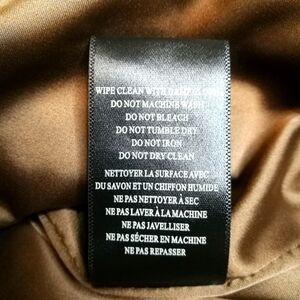 WIPE CLEAN WITH DAMP CLOTH
DO NOT MACHINE WASH
DO NOT BLEACH
DO NOT TUMBLE DRY
DO NOT IRON
DO NOT DRY CLEAN
NETTOYER LA SURFACE AVEC
DU SAVON ET UN CHIFFON HUMIDE
NE PAS NETTOYER À SEC
NE PAS LAVER À LA MACHINE
NE PAS JAVELLISER
NE PAS SÉCHER EN MACHINE
NE PAS REPASSER